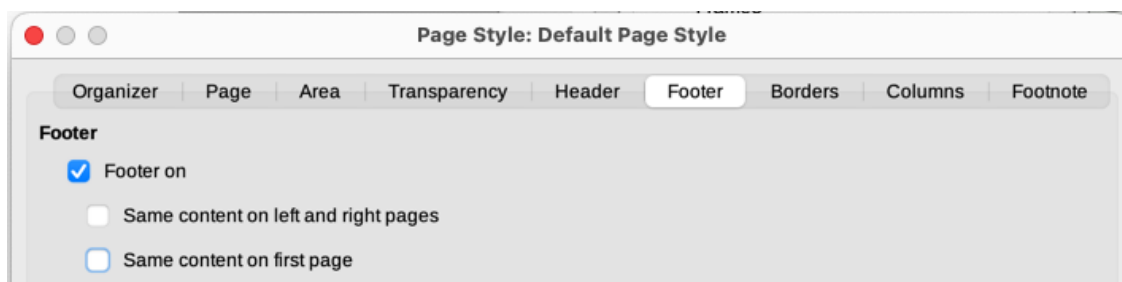 Page Style: Default Page Style
Organizer Page Area Transparency Header Footer Borders Columns Footnote
Footer
Footer on
Same content on left and right pages
Same content on first page